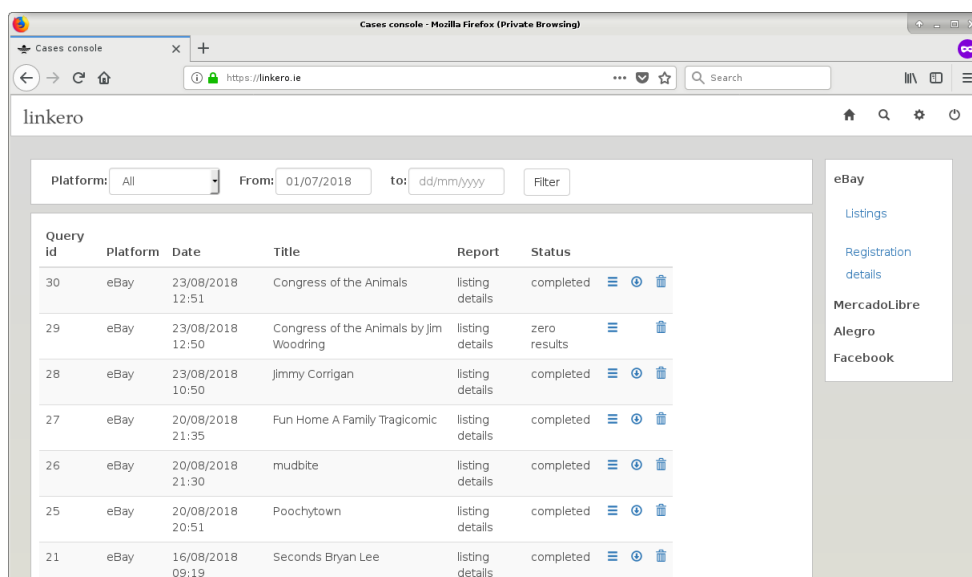 Cases console - Mozilla Firefox (Private Browsing)
Cases console
https://linkero.ie
Search
linkero
Platform: All From: 01/07/2018 to: dd/mm/yyyy Filter
Query
id Platform Date Title Report Status
30 eBay 23/08/2018 Congress of the Animals listing completed
12:51 details
29 eBay 23/08/2018 Congress of the Animals by Jim listing zero
12:50 Woodring details results
28 eBay 23/08/2018 Jimmy Corrigan listing completed
10:50 details
27 eBay 20/08/2018 Fun Home A Family Tragicomic listing completed
21:35 details
26 eBay 20/08/2018 mudbite listing completed
21:30 details
25 eBay 20/08/2018 Poochytown listing completed
20:51 details
21 eBay 16/08/2018 Seconds Bryan Lee listing completed
09:19 details
eBay
Listings
Registration
details
MercadoLibre
Alegro
Facebook